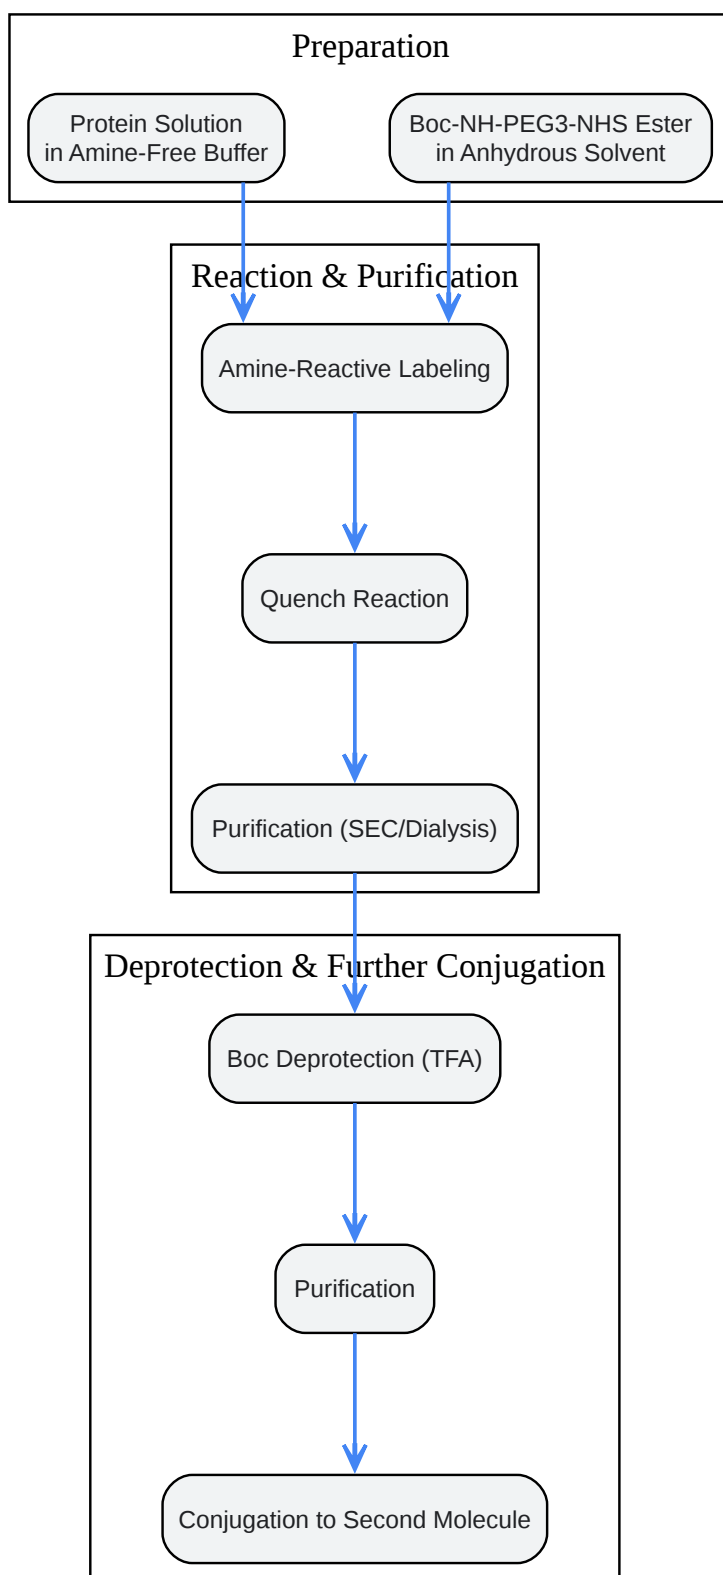 Preparation
Protein Solution
in Amine-Free Buffer
Boc-NH-PEG3-NHS Ester
in Anhydrous Solvent
Reaction & Purification
Amine-Reactive Labeling
Quench Reaction
Purification (SEC/Dialysis)
Deprotection & Further Conjugation
Boc Deprotection (TFA)
Purification
Conjugation to Second Molecule